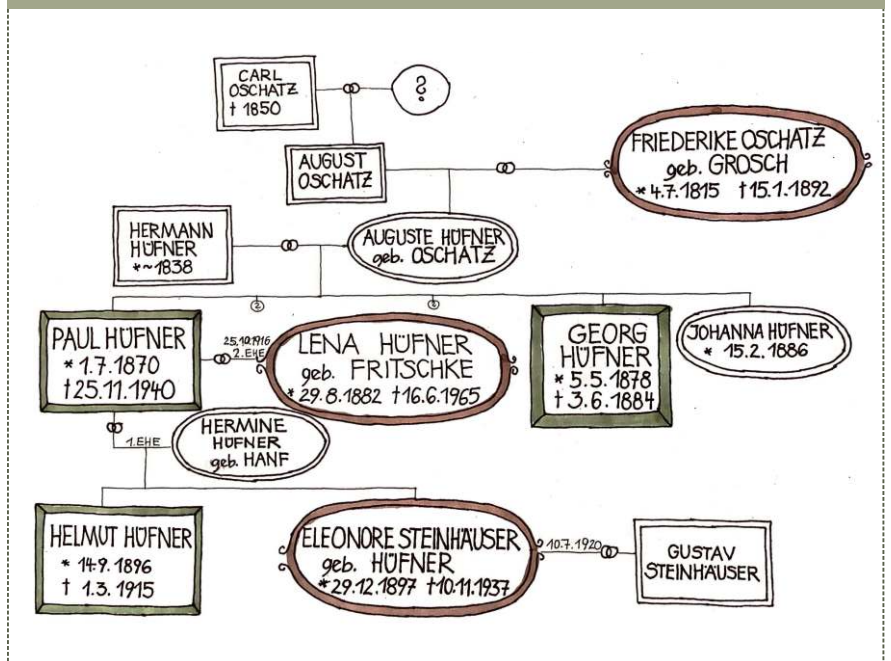 CARL
OSCHATZ
† 1850
?
AUGUST
OSCHATZ
FRIEDERIKE OSCHATZ
geb. GROSCH
* 4.7.1815 † 15.1.1892
HERMANN
HÜFNER
*~1838
AUGUSTE HÜFNER
geb. OSCHATZ
②
③
PAUL HÜFNER
* 1.7.1870
† 25.11.1940
25.10.1916
2. EHE
LENA HÜFNER
geb. FRITSCHKE
* 29.8.1882 † 16.6.1965
GEORG
HÜFNER
* 5.5.1878
† 3.6.1884
JOHANNA HÜFNER
* 15.2.1886
1. EHE
HERMINE
HÜFNER
geb. HANF
HELMUT HÜFNER
* 14.9.1896
† 1.3.1915
ELEONORE STEINHÄUSER
geb. HÜFNER
* 29.12.1897 † 10.11.1937
10.7.1920
GUSTAV
STEINHÄUSER